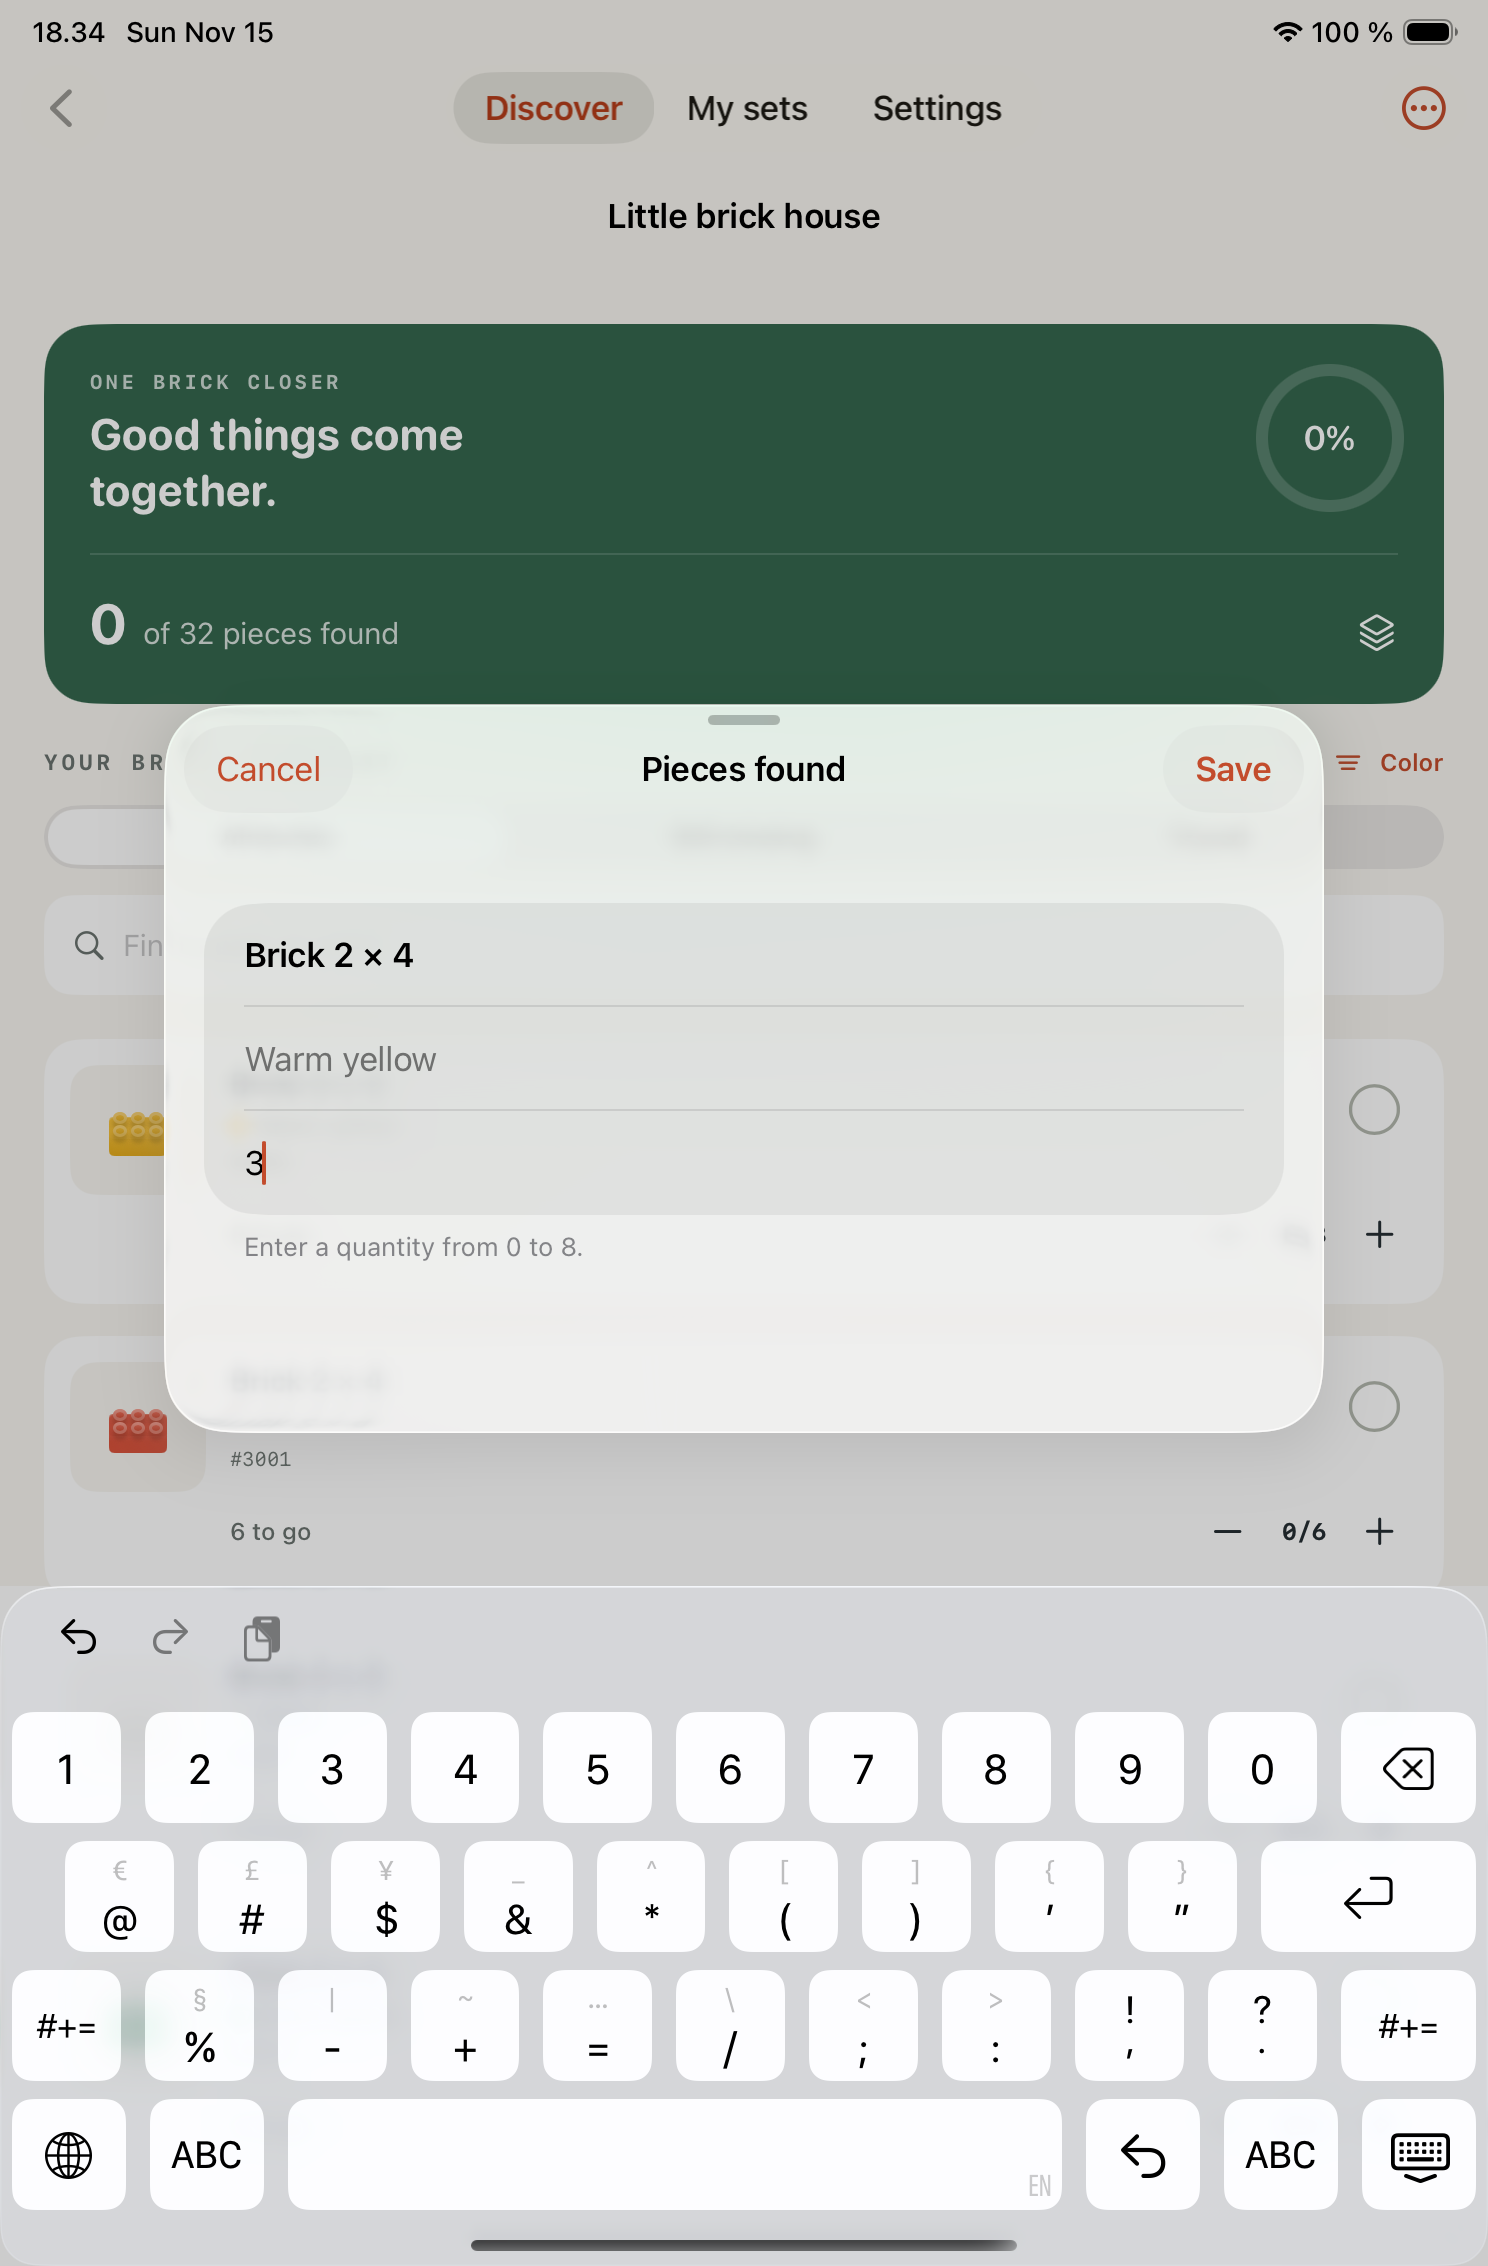 18.34 Sun Nov 15 100 %
Discover My sets Settings
Little brick house
ONE BRICK CLOSER
Good things come
together.
0%
0 of 32 pieces found
YOUR BR
Color
Cancel Pieces found Save
Fin
Brick 2 × 4
Warm yellow
3
Enter a quantity from 0 to 8.
#3001
6 to go
0/6
1 2 3 4 5 6 7 8 9 0
€ £ ¥ _ ^ [ ] { }
@ # $ & * ( ) ' "
§ | ~ … \ < > ! ?
#+= % - + = / ; : , . #+=
ABC EN ABC